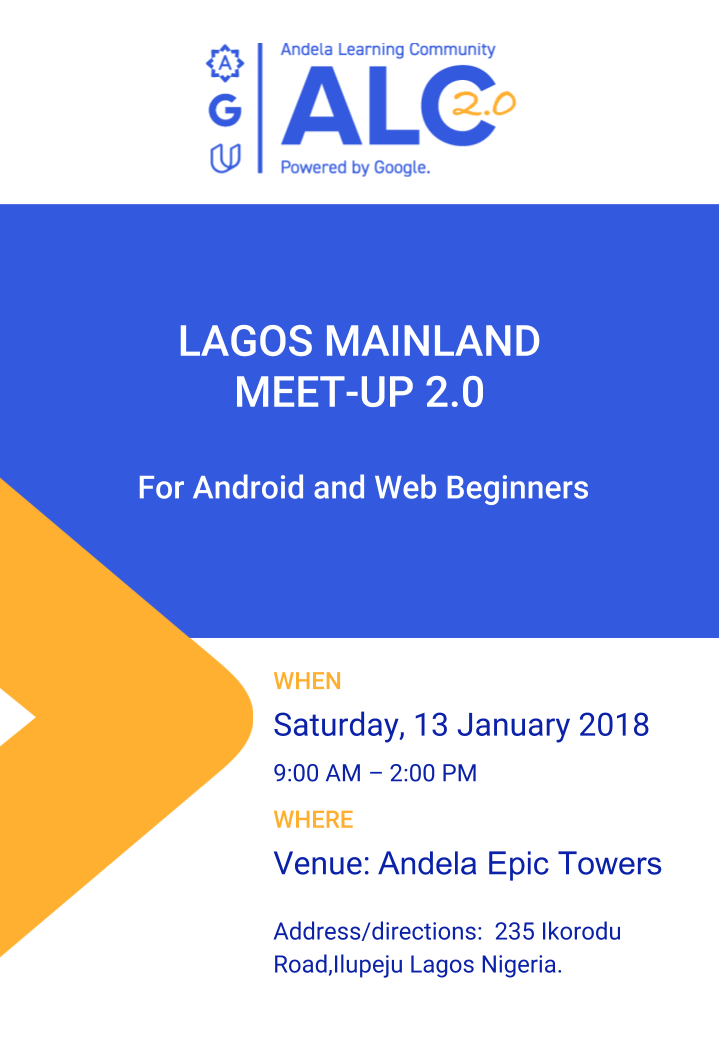 Andela Learning Community
A
ALC 2.0
G
U
Powered by Google.
LAGOS MAINLAND
MEET-UP 2.0
For Android and Web Beginners
WHEN
Saturday, 13 January 2018
9:00 AM – 2:00 PM
WHERE
Venue: Andela Epic Towers
Address/directions:  235 Ikorodu
Road,Ilupeju Lagos Nigeria.